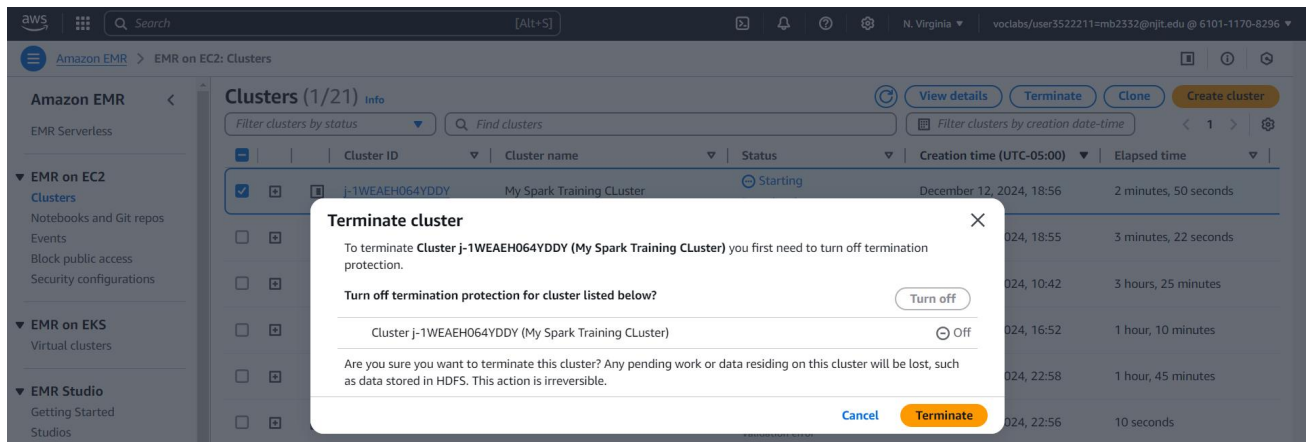 aws Search [Alt+S] N. Virginia ▼ voclabs/user3522211=mb2332@njit.edu @ 6101-1170-8296 ▼
Amazon EMR > EMR on EC2: Clusters
Amazon EMR
EMR Serverless
EMR on EC2
Clusters
Notebooks and Git repos
Events
Block public access
Security configurations
EMR on EKS
Virtual clusters
EMR Studio
Getting Started
Studios
Clusters (1/21) Info View details Terminate Clone Create cluster
Filter clusters by status Find clusters Filter clusters by creation date-time < 1 >
Cluster ID Cluster name Status Creation time (UTC-05:00) Elapsed time
j-1WEAEH064YDDY My Spark Training CLuster Starting December 12, 2024, 18:56 2 minutes, 50 seconds
024, 18:55 3 minutes, 22 seconds
024, 10:42 3 hours, 25 minutes
024, 16:52 1 hour, 10 minutes
024, 22:58 1 hour, 45 minutes
024, 22:56 10 seconds
Terminate cluster
To terminate Cluster j-1WEAEH064YDDY (My Spark Training CLuster) you first need to turn off termination
protection.
Turn off termination protection for cluster listed below? Turn off
Cluster j-1WEAEH064YDDY (My Spark Training CLuster) Off
Are you sure you want to terminate this cluster? Any pending work or data residing on this cluster will be lost, such
as data stored in HDFS. This action is irreversible.
Cancel Terminate